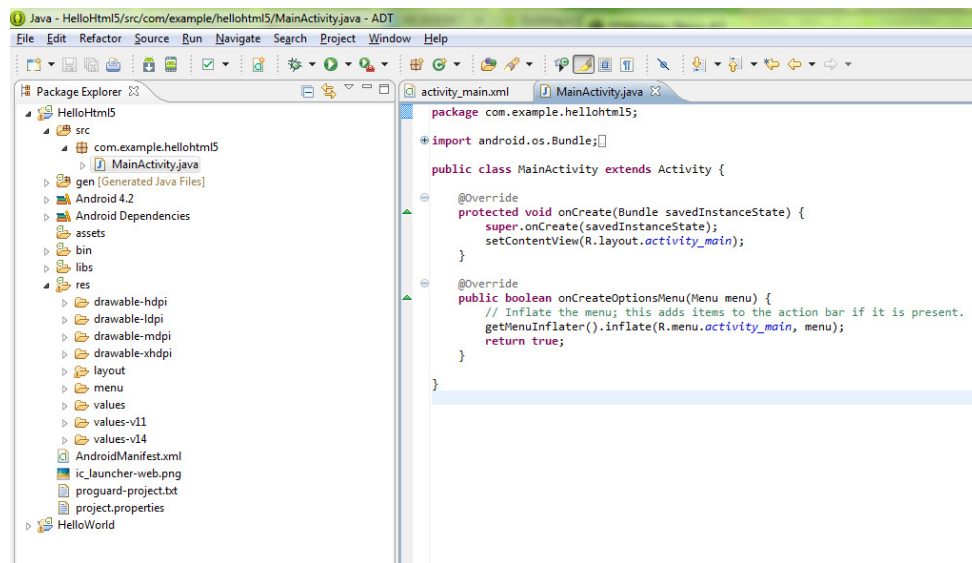 Java - HelloHtml5/src/com/example/hellohtml5/MainActivity.java - ADT
File Edit Refactor Source Run Navigate Search Project Window Help
Package Explorer
HelloHtml5
src
com.example.hellohtml5
MainActivity.java
gen [Generated Java Files]
Android 4.2
Android Dependencies
assets
bin
libs
res
drawable-hdpi
drawable-ldpi
drawable-mdpi
drawable-xhdpi
layout
menu
values
values-v11
values-v14
AndroidManifest.xml
ic_launcher-web.png
proguard-project.txt
project.properties
HelloWorld
activity_main.xml MainActivity.java
package com.example.hellohtml5;
import android.os.Bundle;
public class MainActivity extends Activity {
@Override
protected void onCreate(Bundle savedInstanceState) {
super.onCreate(savedInstanceState);
setContentView(R.layout.activity_main);
}
@Override
public boolean onCreateOptionsMenu(Menu menu) {
// Inflate the menu; this adds items to the action bar if it is present.
getMenuInflater().inflate(R.menu.activity_main, menu);
return true;
}
}